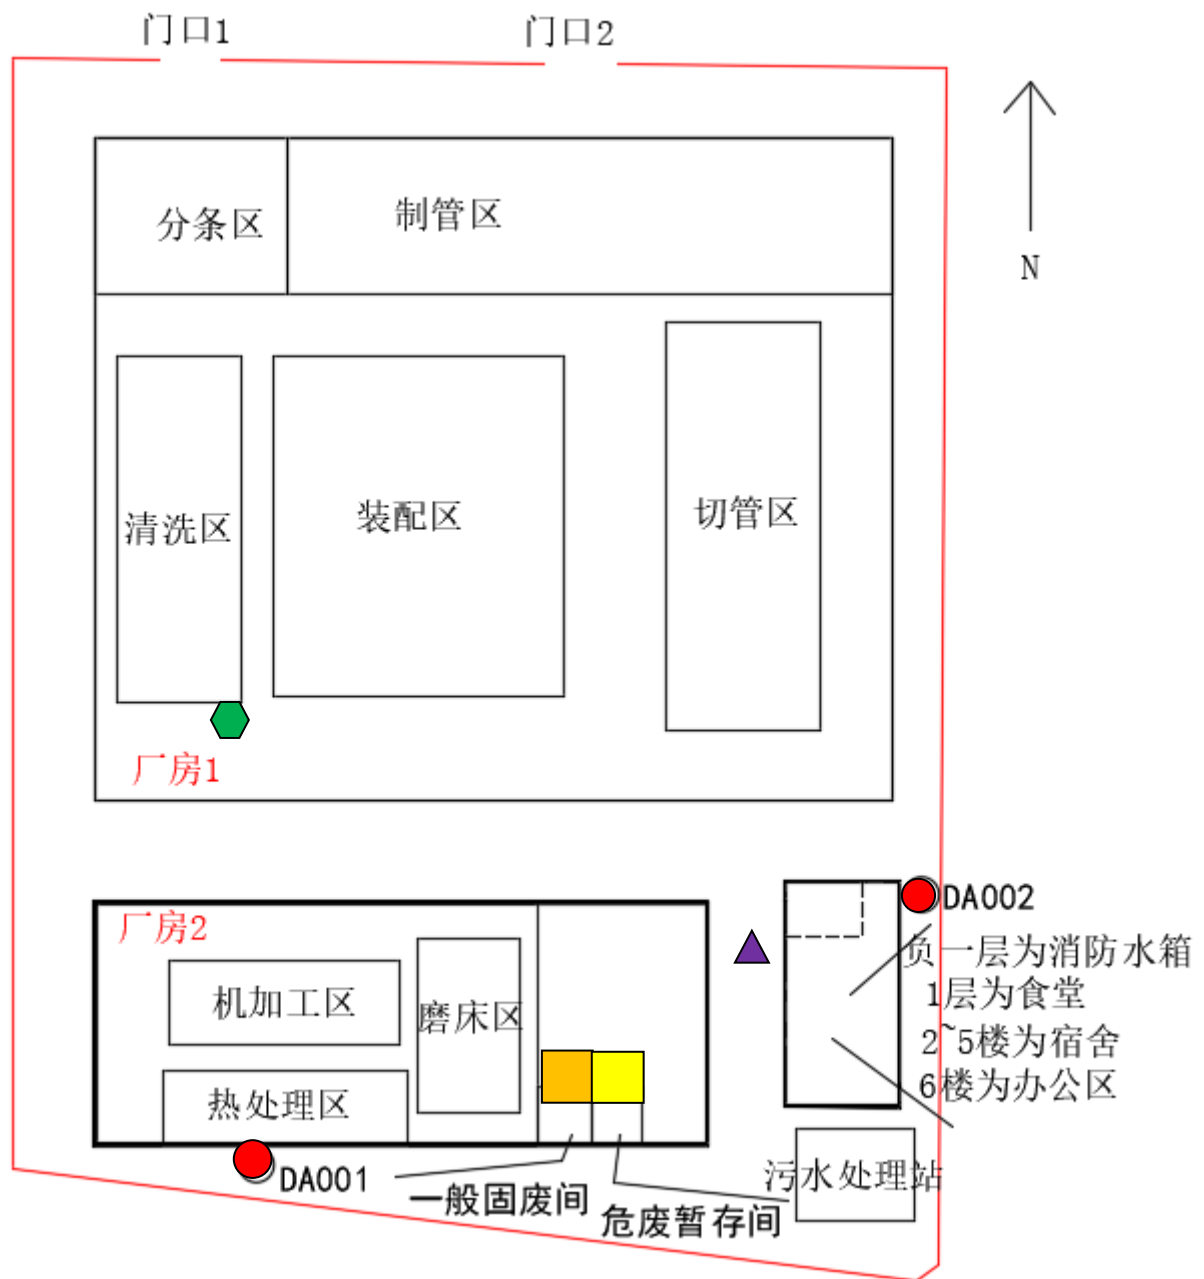 门口1
门口2
N
分条区
制管区
清洗区
装配区
切管区
厂房1
厂房2
机加工区
磨床区
热处理区
DA001
一般固废间
危废暂存间
DA002
负一层为消防水箱
1层为食堂
2~5楼为宿舍
6楼为办公区
污水处理站